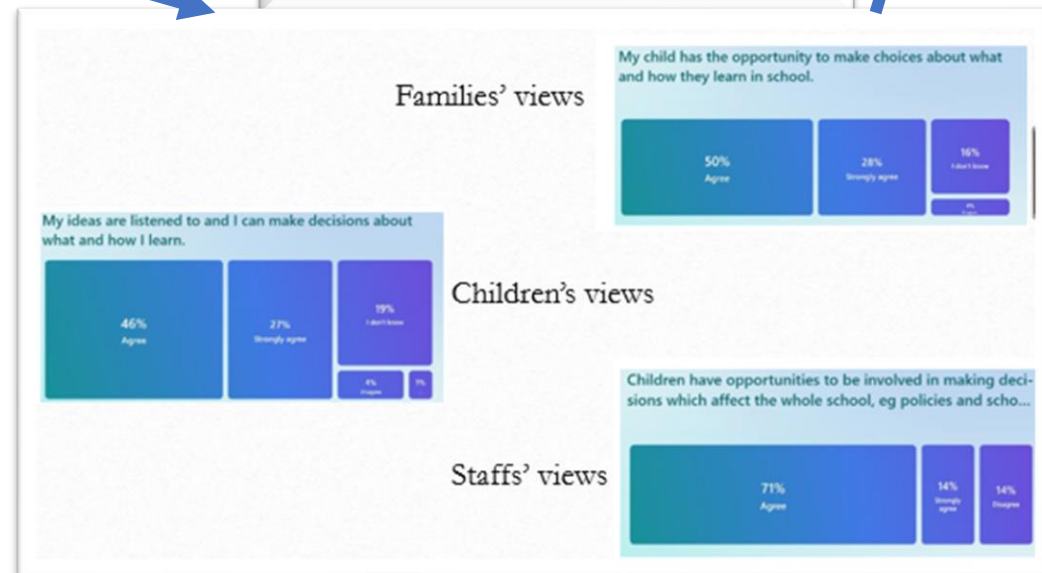 Families' views
My child has the opportunity to make choices about what
and how they learn in school.
50%
Agree
28%
Strongly agree
16%
I don't know
My ideas are listened to and I can make decisions about
what and how I learn.
46%
Agree
27%
Strongly agree
19%
I don't know
4%
Disagree
Children's views
Children have opportunities to be involved in making deci-
sions which affect the whole school, eg policies and scho...
71%
Agree
14%
Strongly
agree
14%
Disagree
Staffs' views